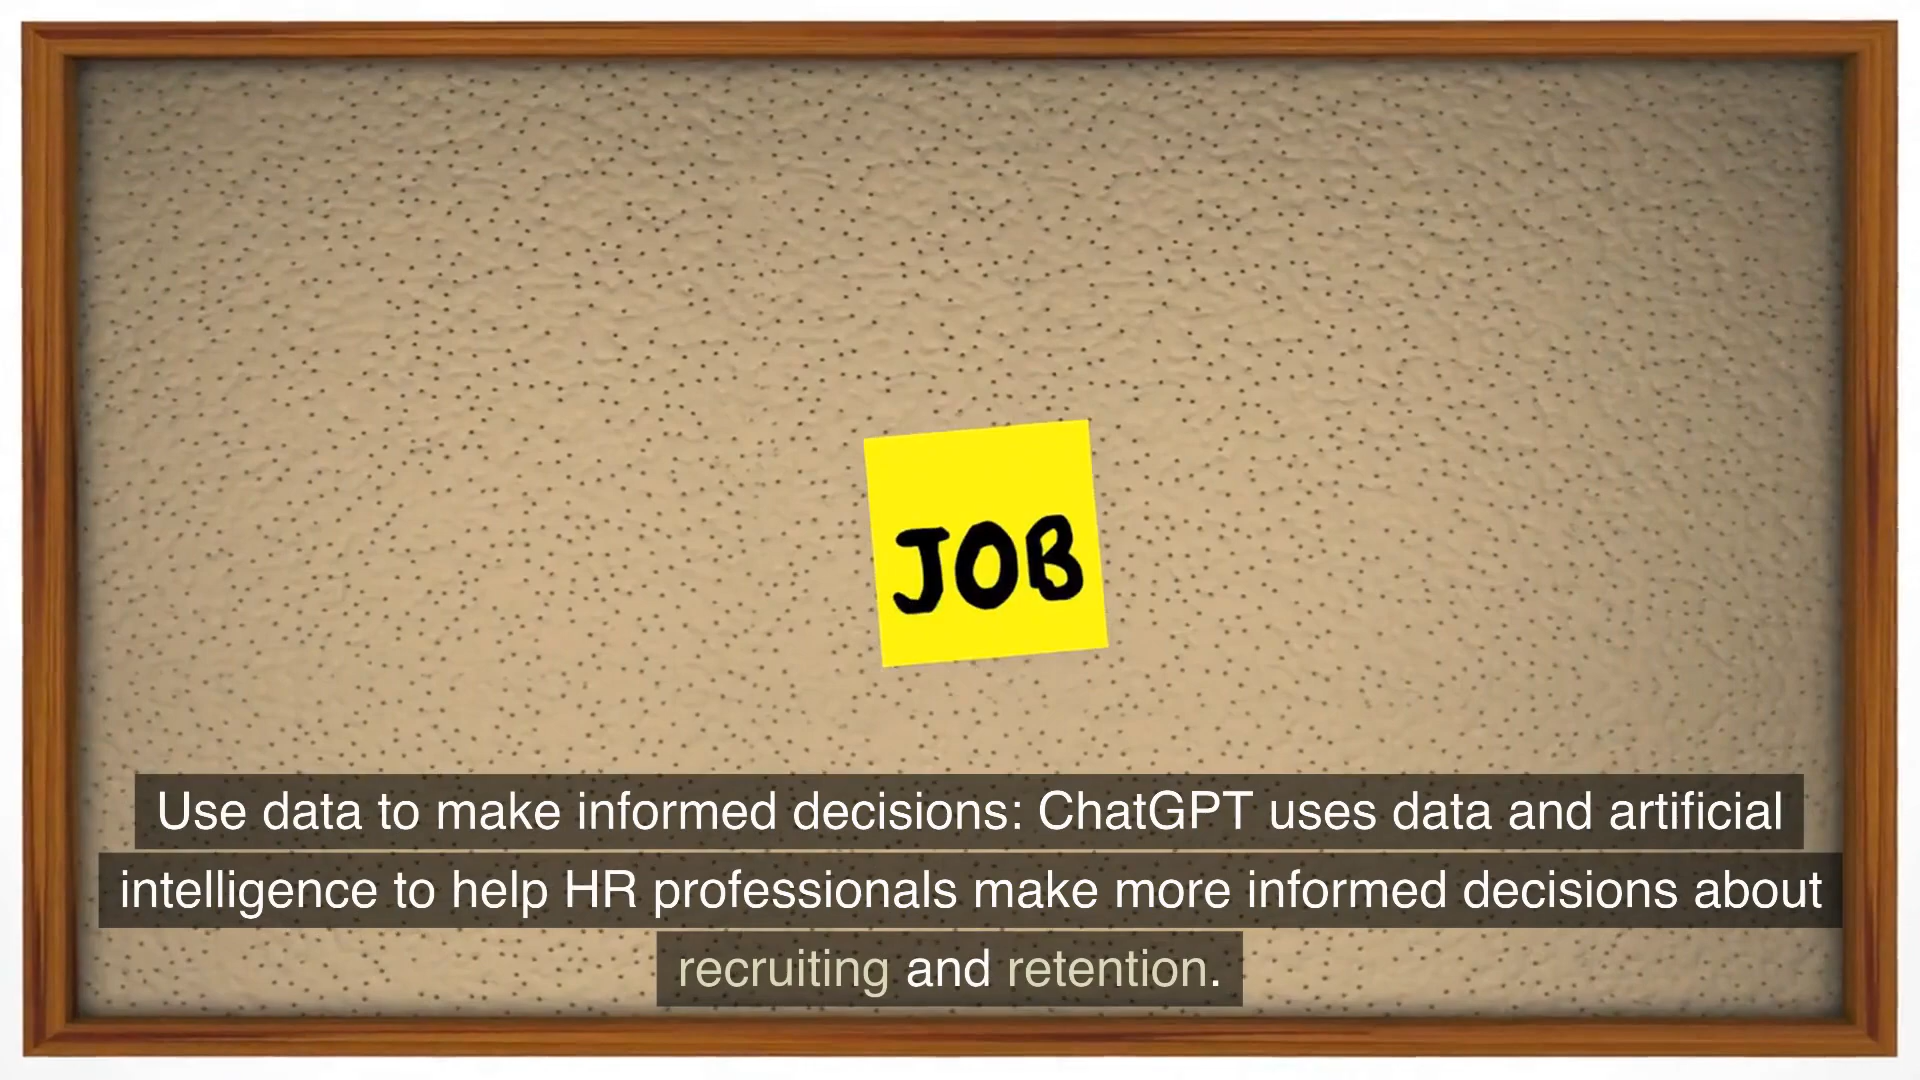 JOB
Use data to make informed decisions: ChatGPT uses data and artificial
intelligence to help HR professionals make more informed decisions about
recruiting and retention.